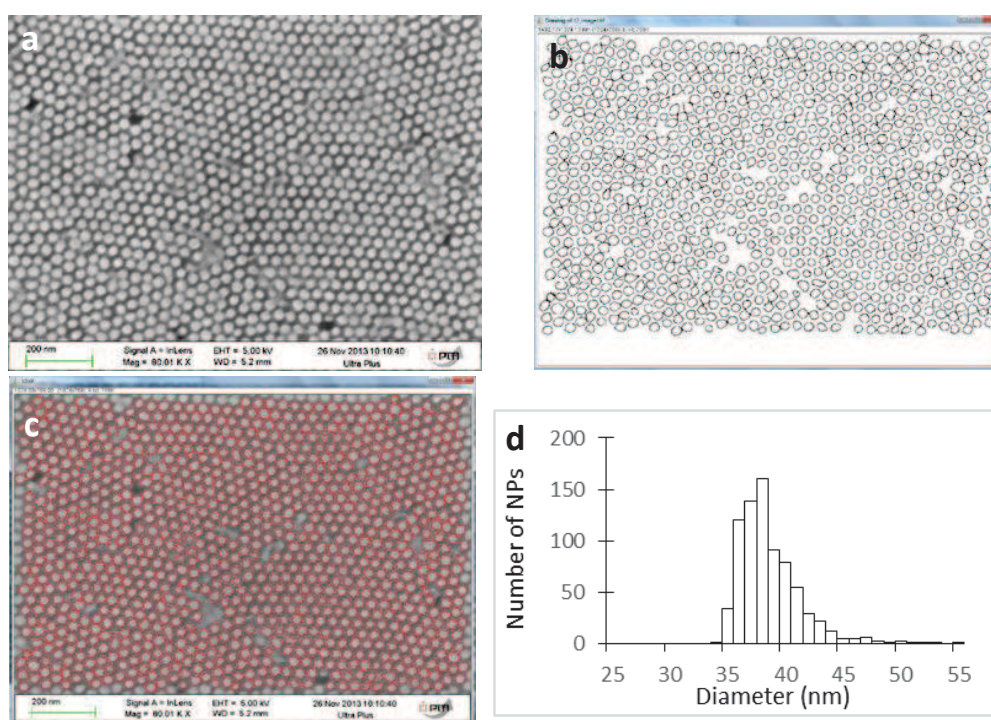 a
200 nm
Signal A = InLens EHT = 5.00 kV 26 Nov 2013 10:10:40
Mag = 80.01 K X WD = 5.2 mm Ultra Plus
b
c
200 nm
Signal A = InLens EHT = 5.00 kV 26 Nov 2013 10:10:40
Mag = 80.01 K X WD = 5.2 mm Ultra Plus
d
Number of NPs
200
150
100
50
0
25 30 35 40 45 50 55
Diameter (nm)